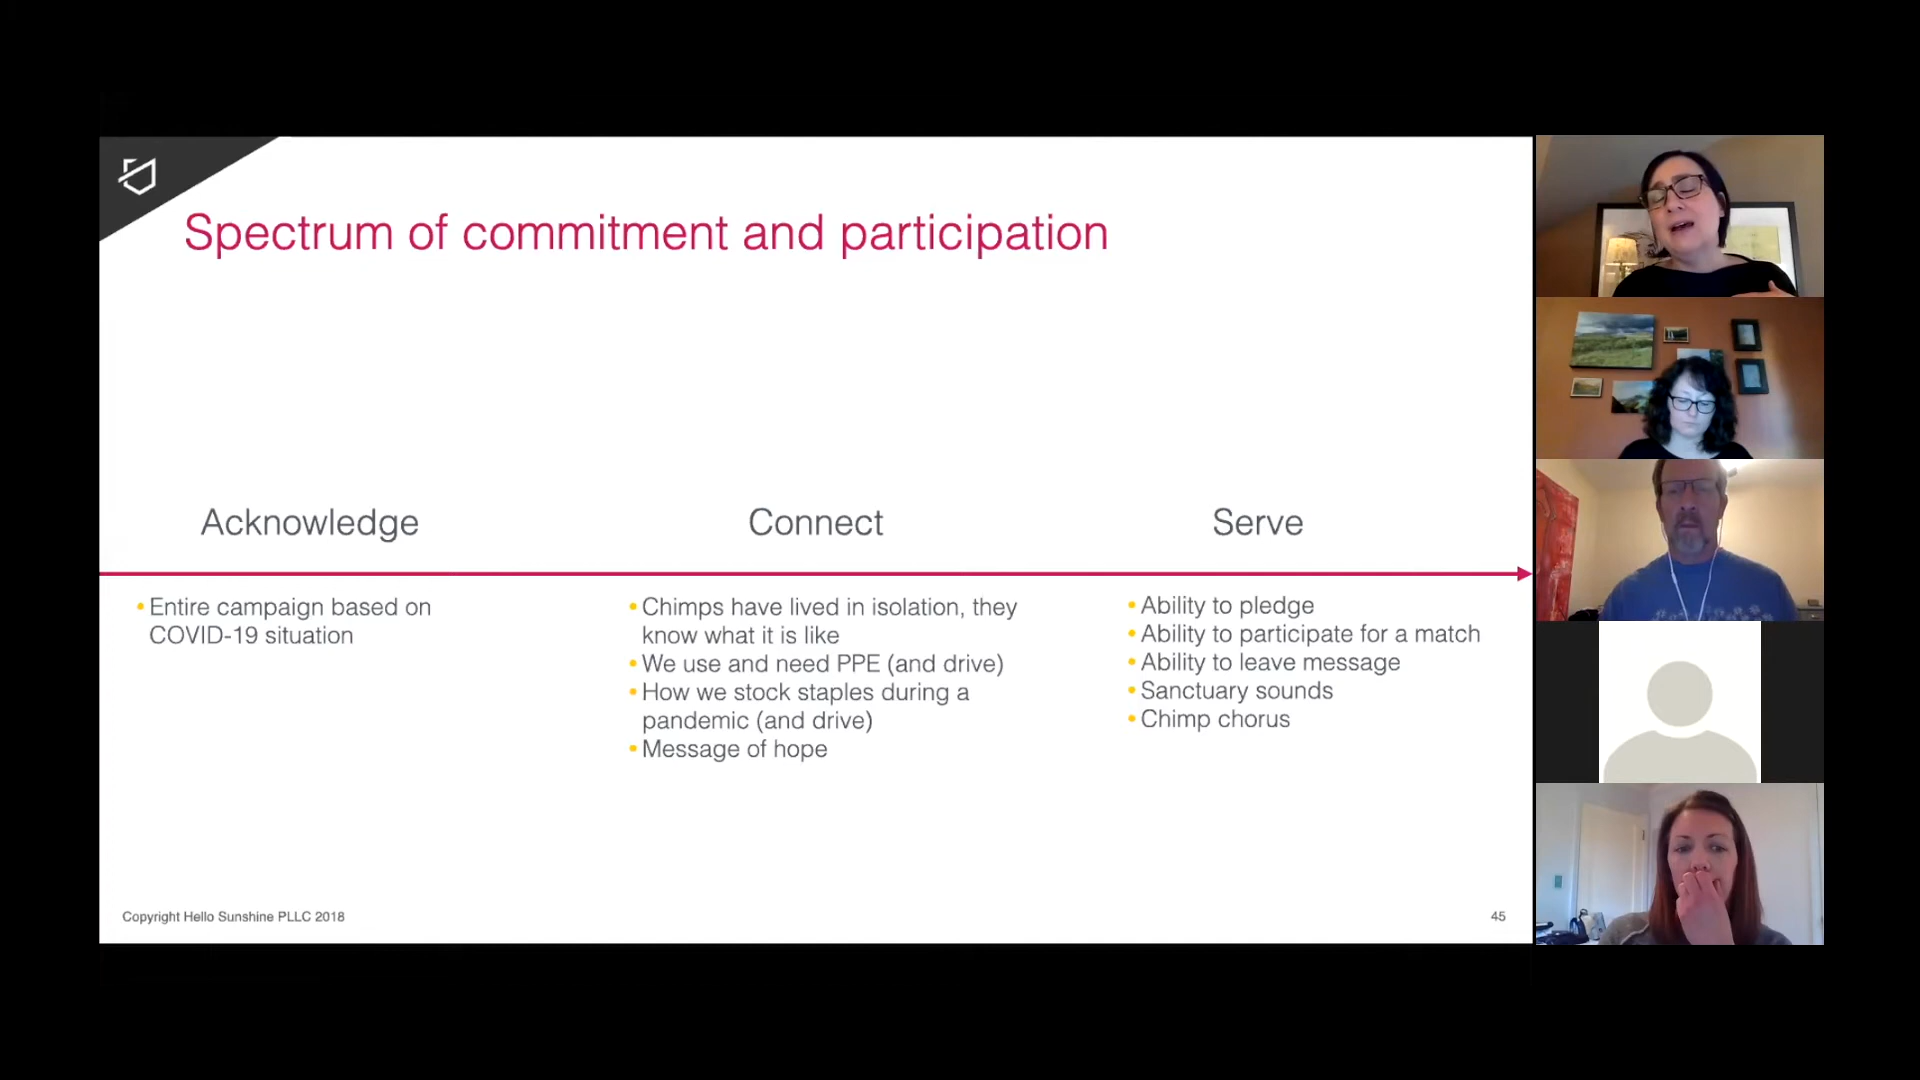 Spectrum of commitment and participation
Acknowledge
Connect
Serve
•Entire campaign based on
COVID-19 situation
•Chimps have lived in isolation, they
know what it is like
•We use and need PPE (and drive)
•How we stock staples during a
pandemic (and drive)
•Message of hope
•Ability to pledge
•Ability to participate for a match
•Ability to leave message
•Sanctuary sounds
•Chimp chorus
Copyright Hello Sunshine PLLC 2018
45